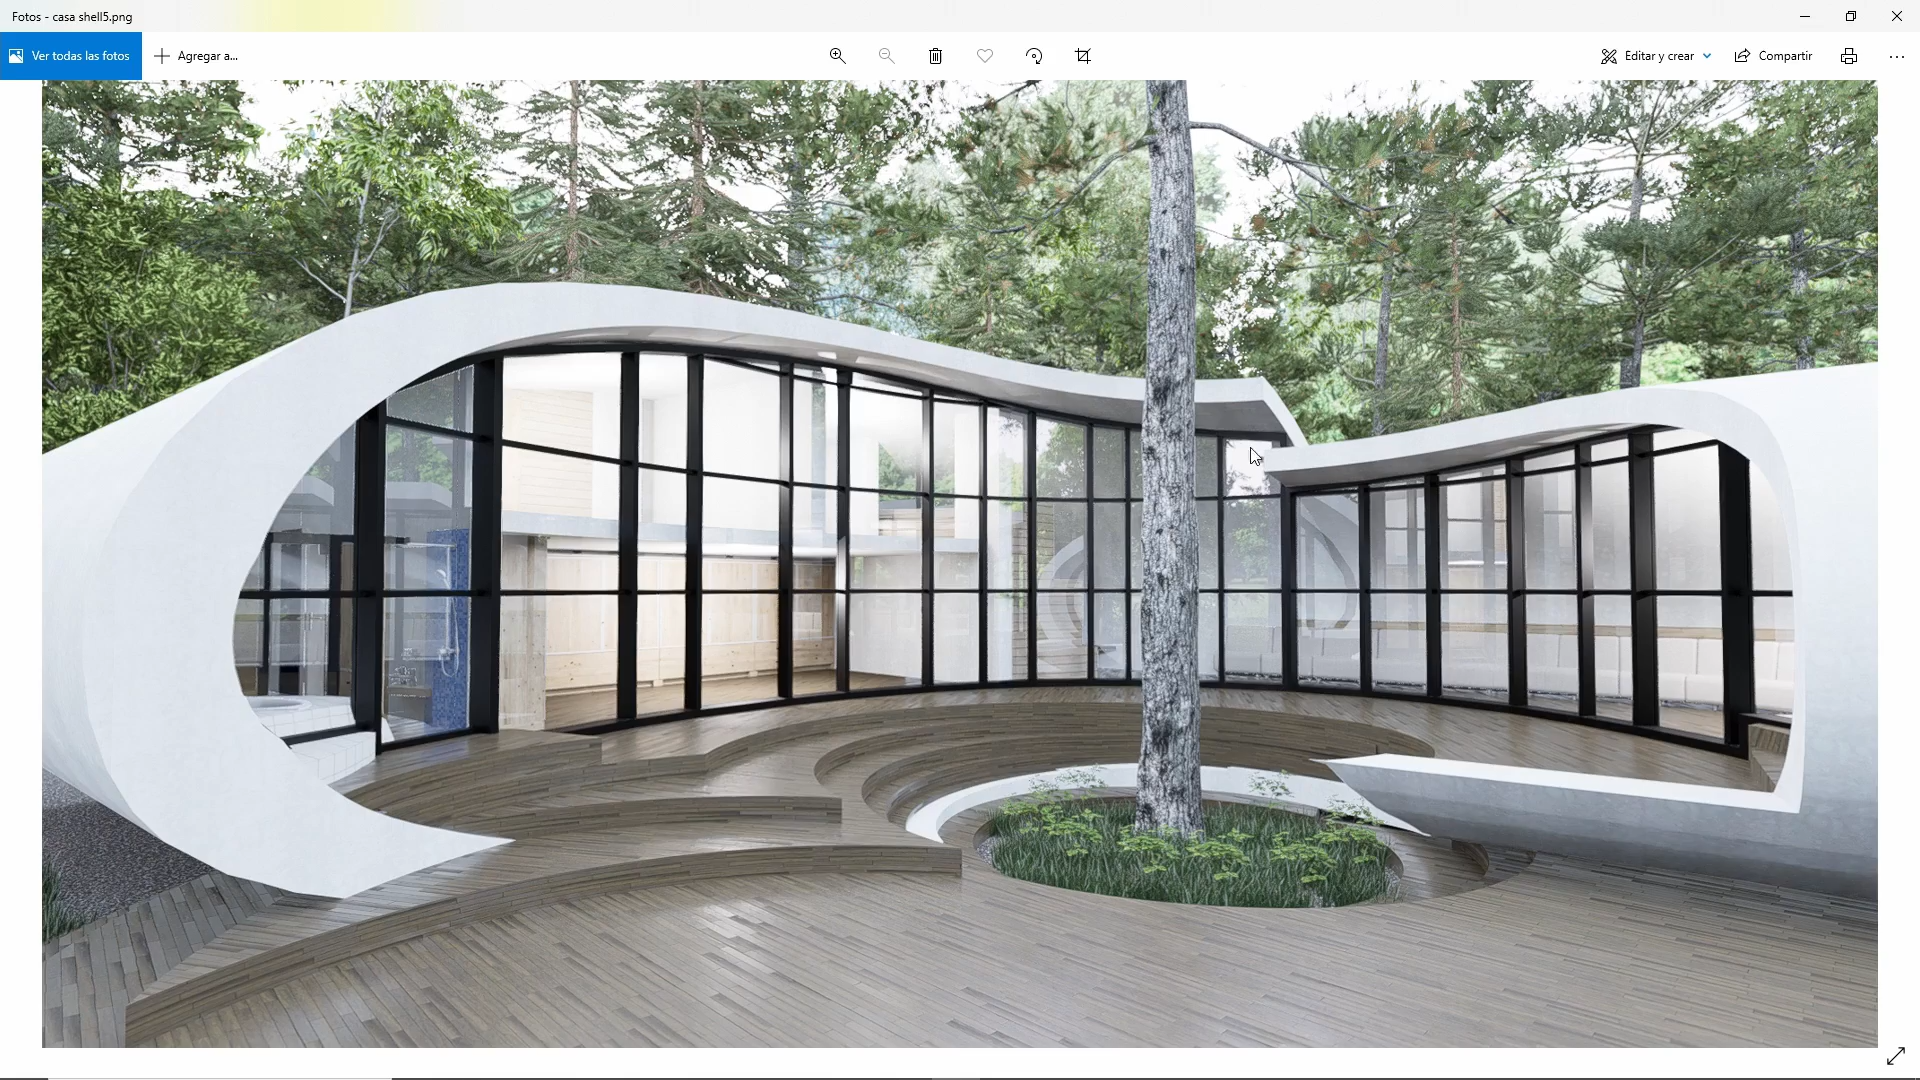 Fotos - casa shell5.png
Ver todas las fotos
Agregar a...
Editar y crear
Compartir